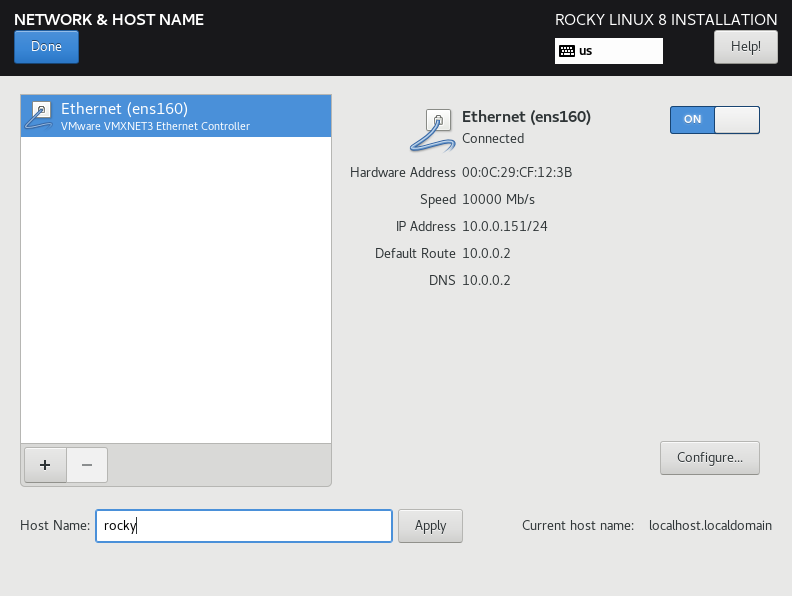 NETWORK & HOST NAME
ROCKY LINUX 8 INSTALLATION
Done
us
Help!
Ethernet (ens160)
VMware VMXNET3 Ethernet Controller
Ethernet (ens160)
Connected
ON
Hardware Address 00:0C:29:CF:12:3B
Speed 10000 Mb/s
IP Address 10.0.0.151/24
Default Route 10.0.0.2
DNS 10.0.0.2
+ −
Configure...
Host Name: rocky Apply Current host name: localhost.localdomain